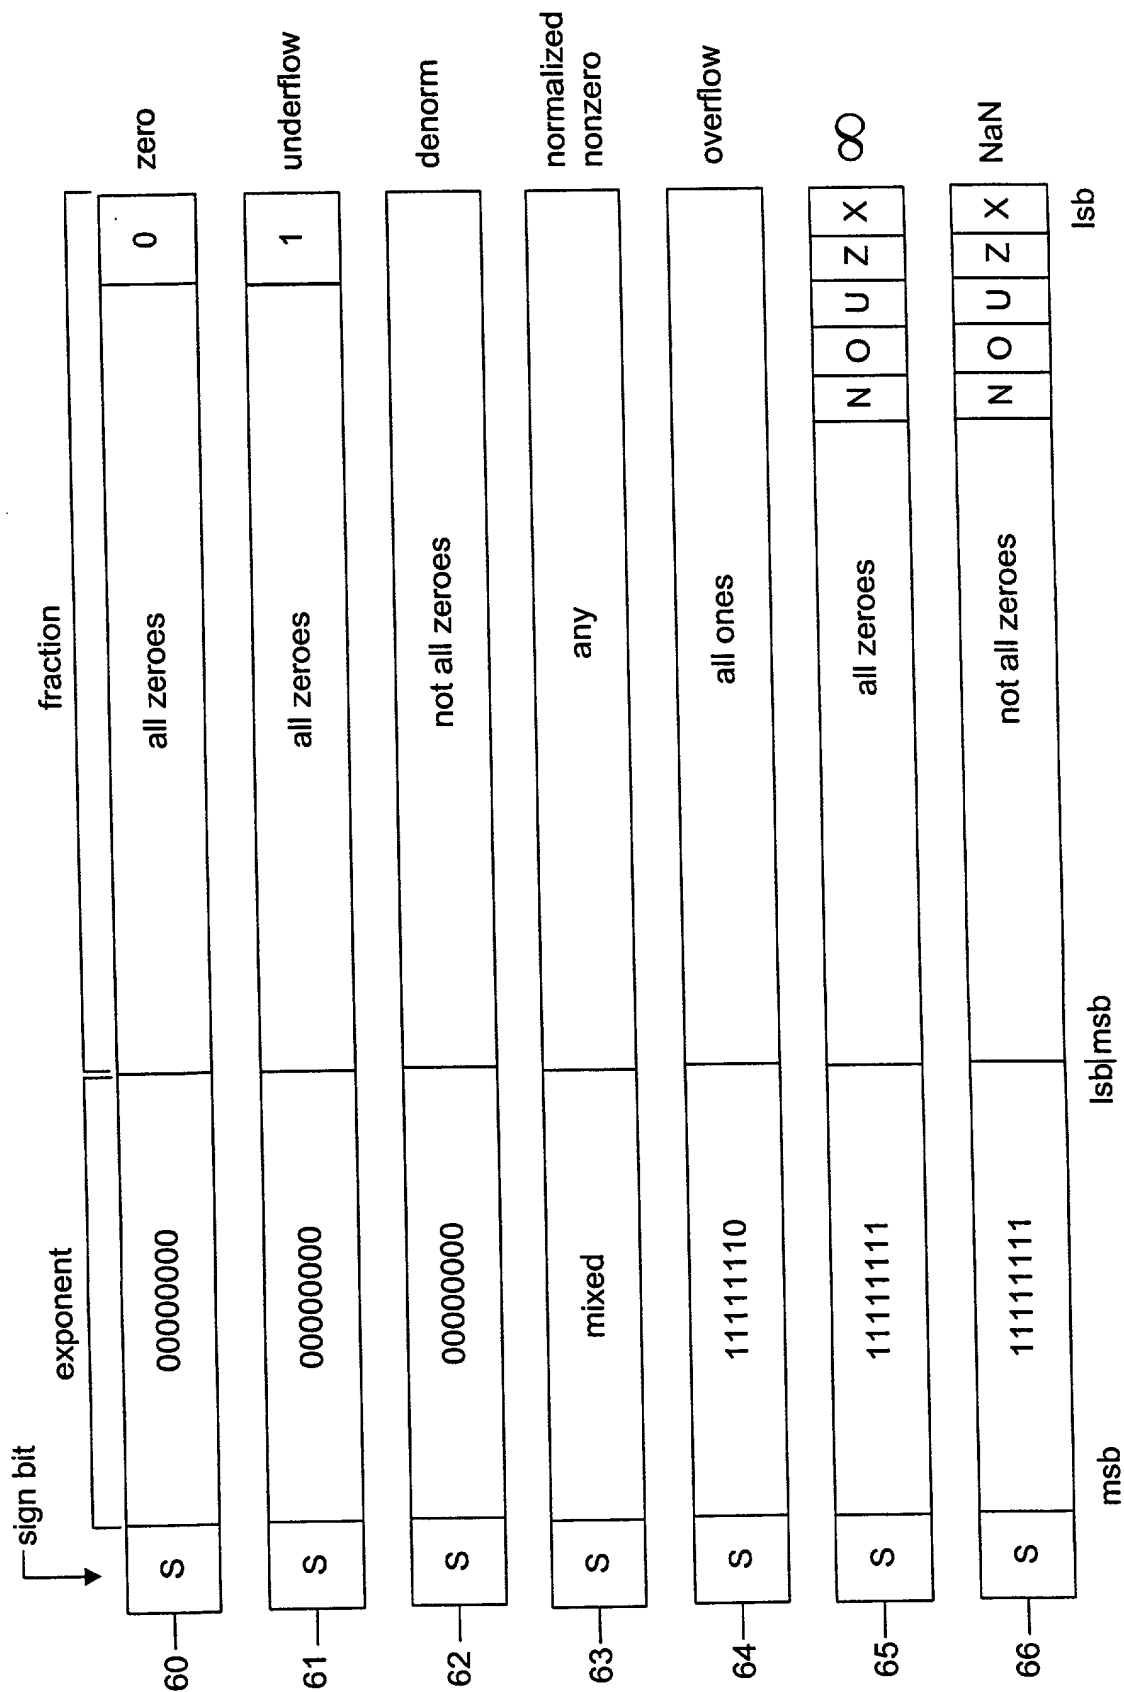 sign bit
exponent
fraction
60 S 00000000 all zeroes 0 zero
61 S 00000000 all zeroes 1 underflow
62 S 00000000 not all zeroes denorm
63 S mixed any normalized
nonzero
64 S 11111110 all ones overflow
65 S 11111111 all zeroes N O U Z X ∞
66 S 11111111 not all zeroes N O U Z X NaN
msb lsb|msb lsb